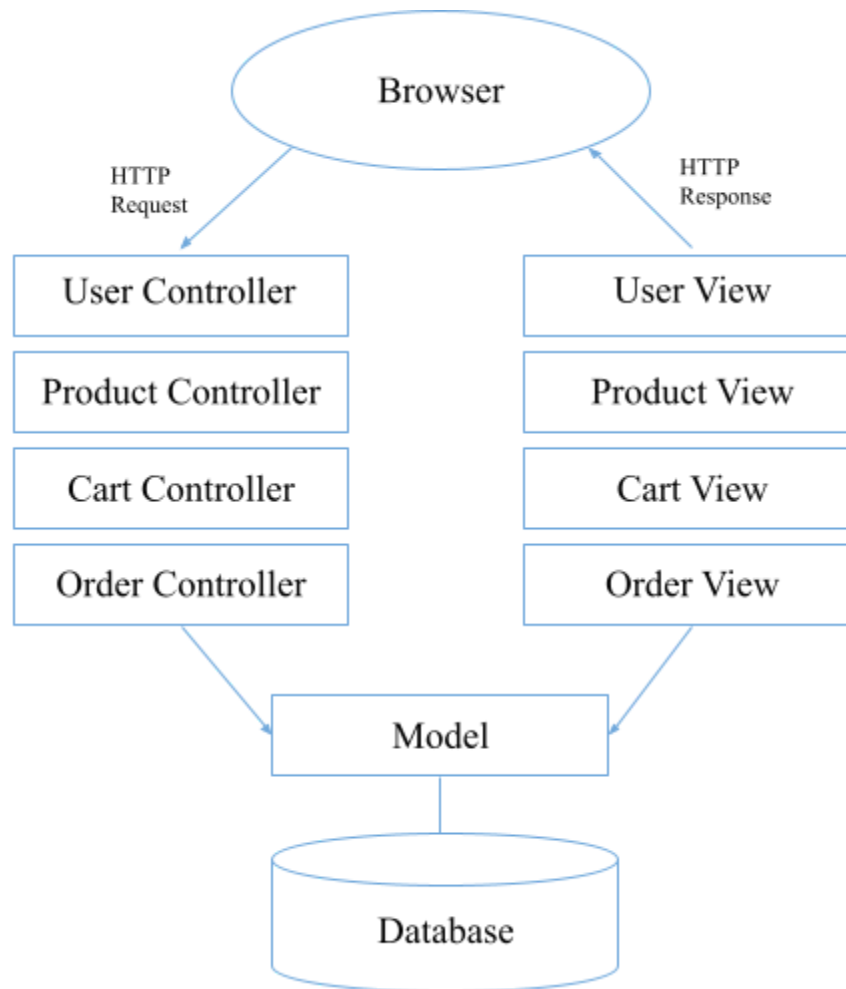 Browser
HTTP
Request
HTTP
Response
User Controller
User View
Product Controller
Product View
Cart Controller
Cart View
Order Controller
Order View
Model
Database